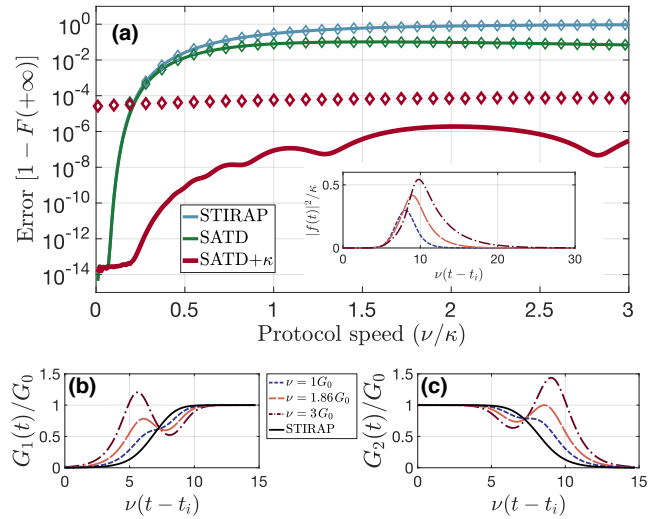 (a)
Error [1 − F(+∞)]
10^0
10^-2
10^-4
10^-6
10^-8
10^-10
10^-12
10^-14
STIRAP
SATD
SATD+κ
|f(t)|^2/κ
0.5
0
0 10 20 30
ν(t − t_i)
0 0.5 1 1.5 2 2.5 3
Protocol speed (ν/κ)
(b)
G_1(t)/G_0
1.5
1
0.5
0
0 5 10 15
ν(t − t_i)
ν = 1G_0
ν = 1.86G_0
ν = 3G_0
STIRAP
(c)
G_2(t)/G_0
1.5
1
0.5
0
0 5 10 15
ν(t − t_i)